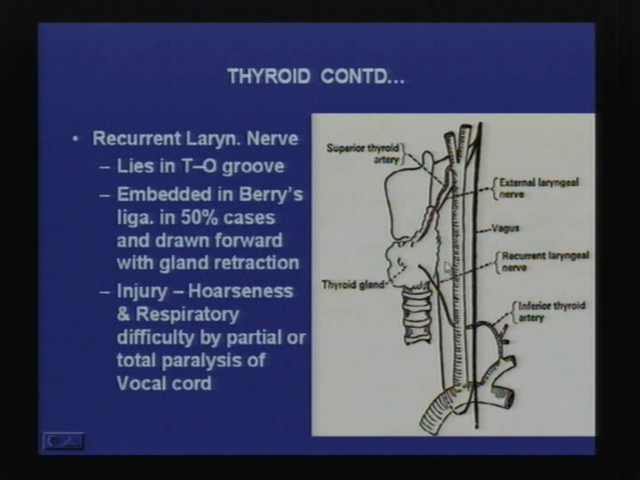 THYROID CONTD...
• Recurrent Laryn. Nerve
– Lies in T–O groove
– Embedded in Berry's
liga. in 50% cases
and drawn forward
with gland retraction
– Injury – Hoarseness
& Respiratory
difficulty by partial or
total paralysis of
Vocal cord
Superior thyroid
artery
External laryngeal
nerve
Vagus
Recurrent laryngeal
nerve
Thyroid gland
Inferior thyroid
artery